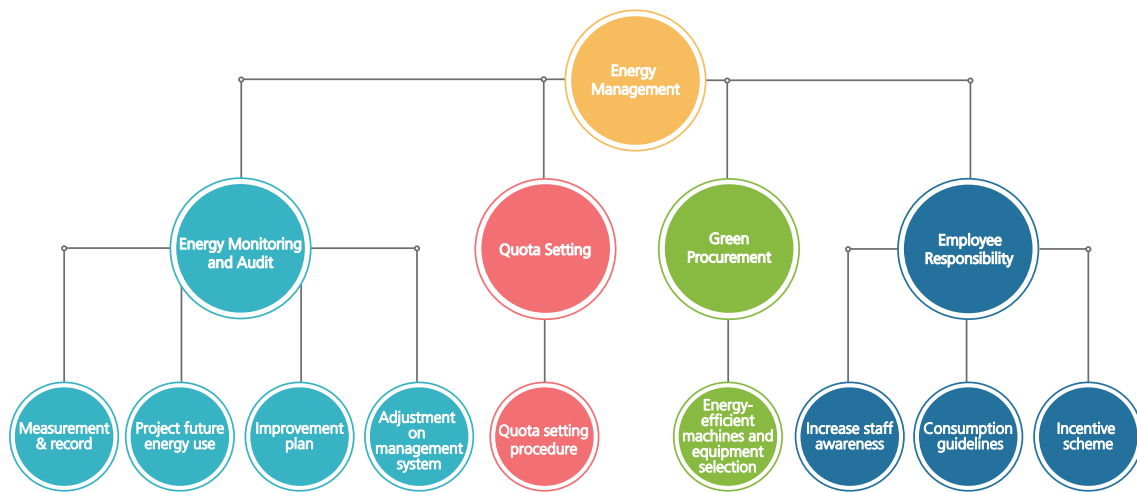 Energy
Management
Energy Monitoring
and Audit
Quota Setting
Green
Procurement
Employee
Responsibility
Measurement
& record
Project future
energy use
Improvement
plan
Adjustment
on
management
system
Quota setting
procedure
Energy-
efficient
machines and
equipment
selection
Increase staff
awareness
Consumption
guidelines
Incentive
scheme